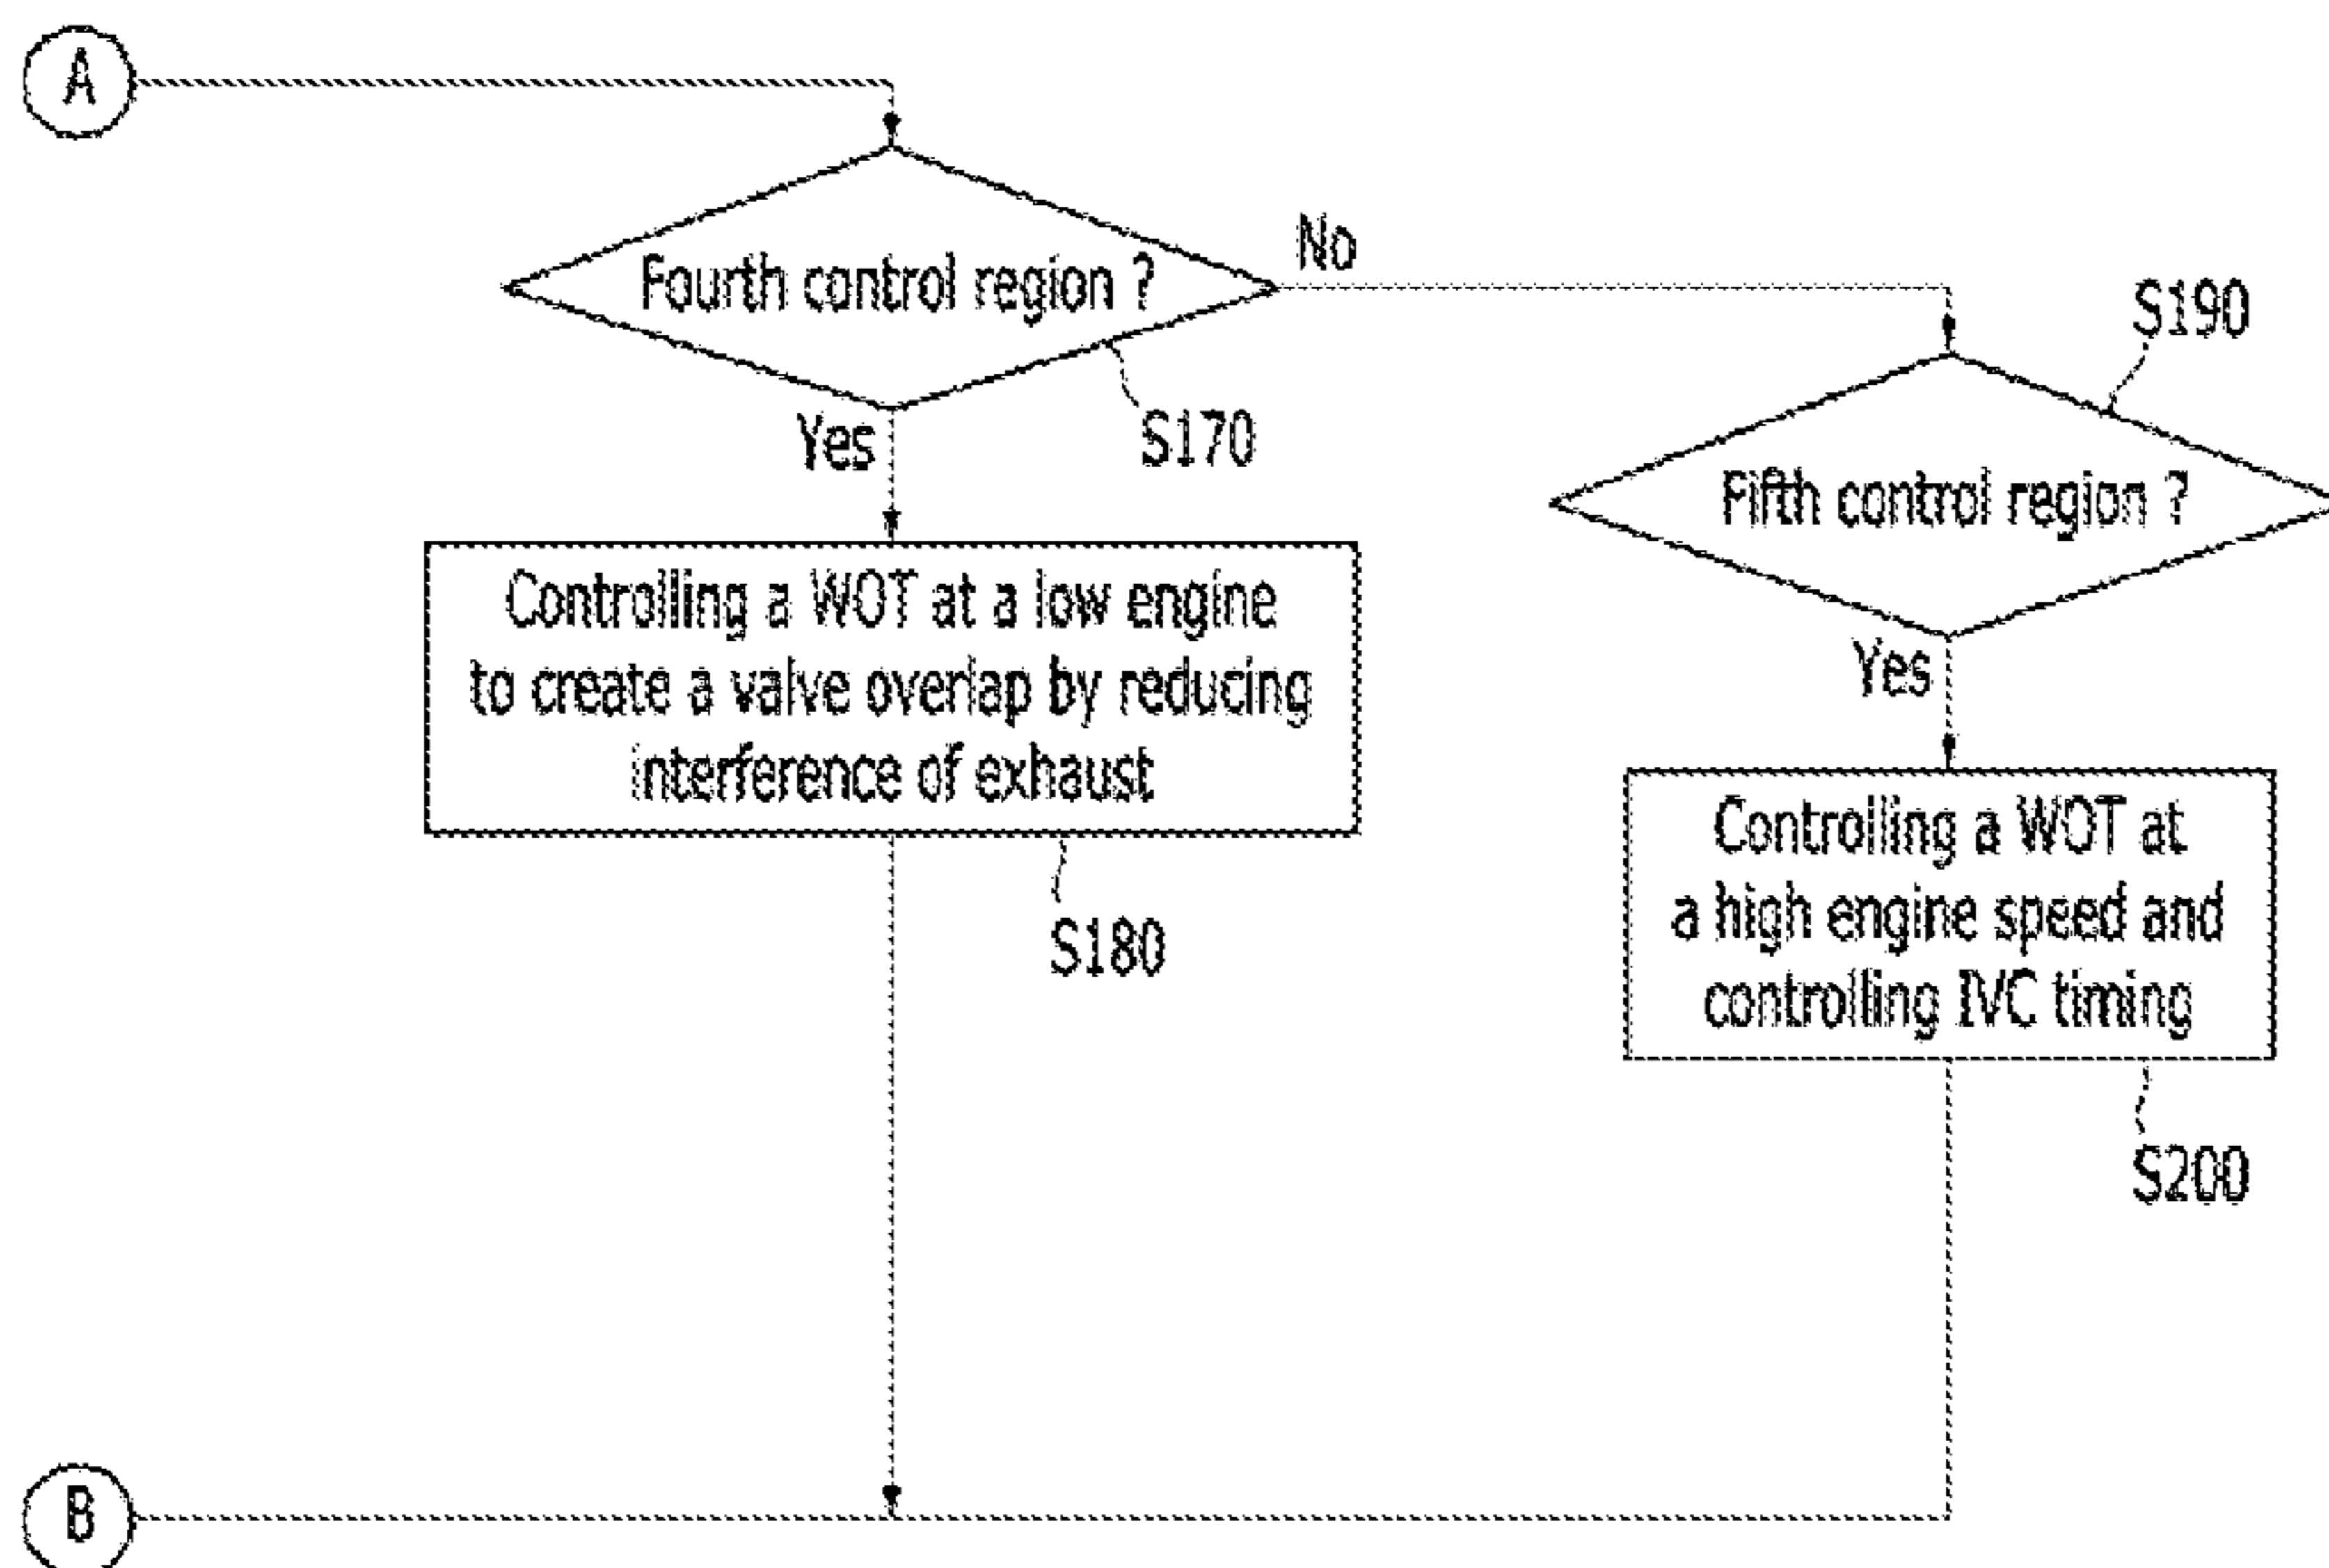 A
Fourth control region ?
No
S170
Yes
S190
Fifth control region ?
Yes
Controlling a WOT at a low engine
to create a valve overlap by reducing
interference of exhaust
S180
Controlling a WOT at
a high engine speed and
controlling IVC timing
S200
B